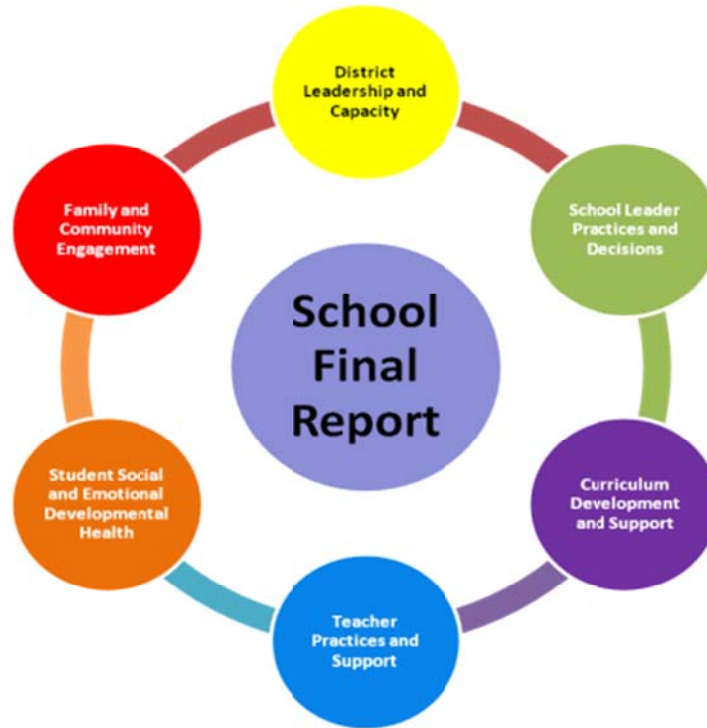 District
Leadership and
Capacity
Family and
Community
Engagement
School Leader
Practices and
Decisions
School
Final
Report
Student Social
and Emotional
Developmental
Health
Curriculum
Development
and Support
Teacher
Practices and
Support